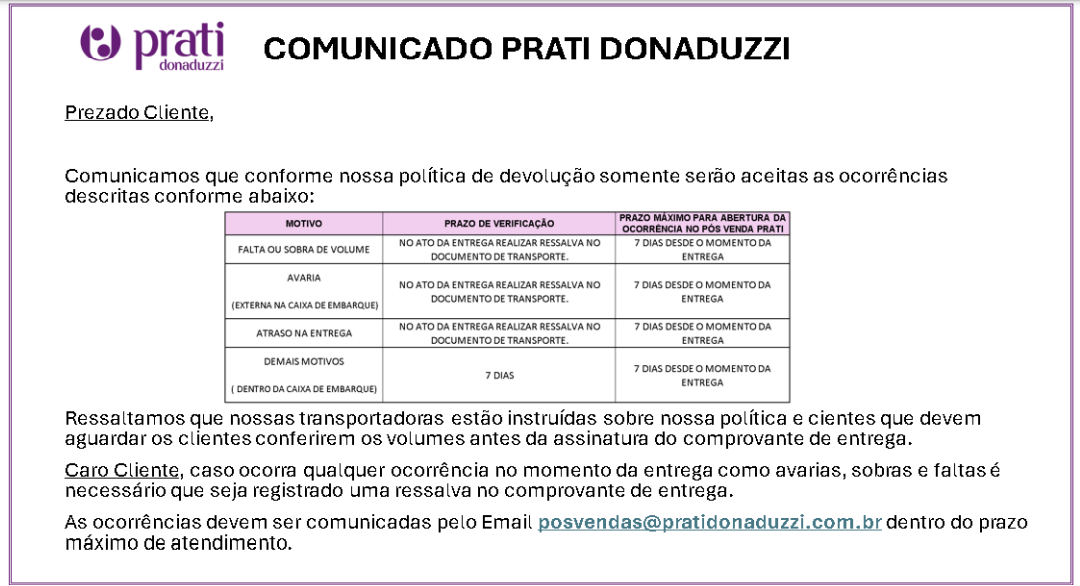 prati
donaduzzi
COMUNICADO PRATI DONADUZZI
Prezado Cliente,
Comunicamos que conforme nossa política de devolução somente serão aceitas as ocorrências
descritas conforme abaixo:
MOTIVO
PRAZO DE VERIFICAÇÃO
PRAZO MÁXIMO PARA ABERTURA DA
OCORRÊNCIA NO PÓS VENDA PRATI
FALTA OU SOBRA DE VOLUME
NO ATO DA ENTREGA REALIZAR RESSALVA NO
DOCUMENTO DE TRANSPORTE.
7 DIAS DESDE O MOMENTO DA
ENTREGA
AVARIA
(EXTERNA NA CAIXA DE EMBARQUE)
NO ATO DA ENTREGA REALIZAR RESSALVA NO
DOCUMENTO DE TRANSPORTE.
7 DIAS DESDE O MOMENTO DA
ENTREGA
ATRASO NA ENTREGA
NO ATO DA ENTREGA REALIZAR RESSALVA NO
DOCUMENTO DE TRANSPORTE.
7 DIAS DESDE O MOMENTO DA
ENTREGA
DEMAIS MOTIVOS
( DENTRO DA CAIXA DE EMBARQUE)
7 DIAS
7 DIAS DESDE O MOMENTO DA
ENTREGA
Ressaltamos que nossas transportadoras estão instruídas sobre nossa política e cientes que devem
aguardar os clientes conferirem os volumes antes da assinatura do comprovante de entrega.
Caro Cliente, caso ocorra qualquer ocorrência no momento da entrega como avarias, sobras e faltas é
necessário que seja registrado uma ressalva no comprovante de entrega.
As ocorrências devem ser comunicadas pelo Email posvendas@pratidonaduzzi.com.br dentro do prazo
máximo de atendimento.